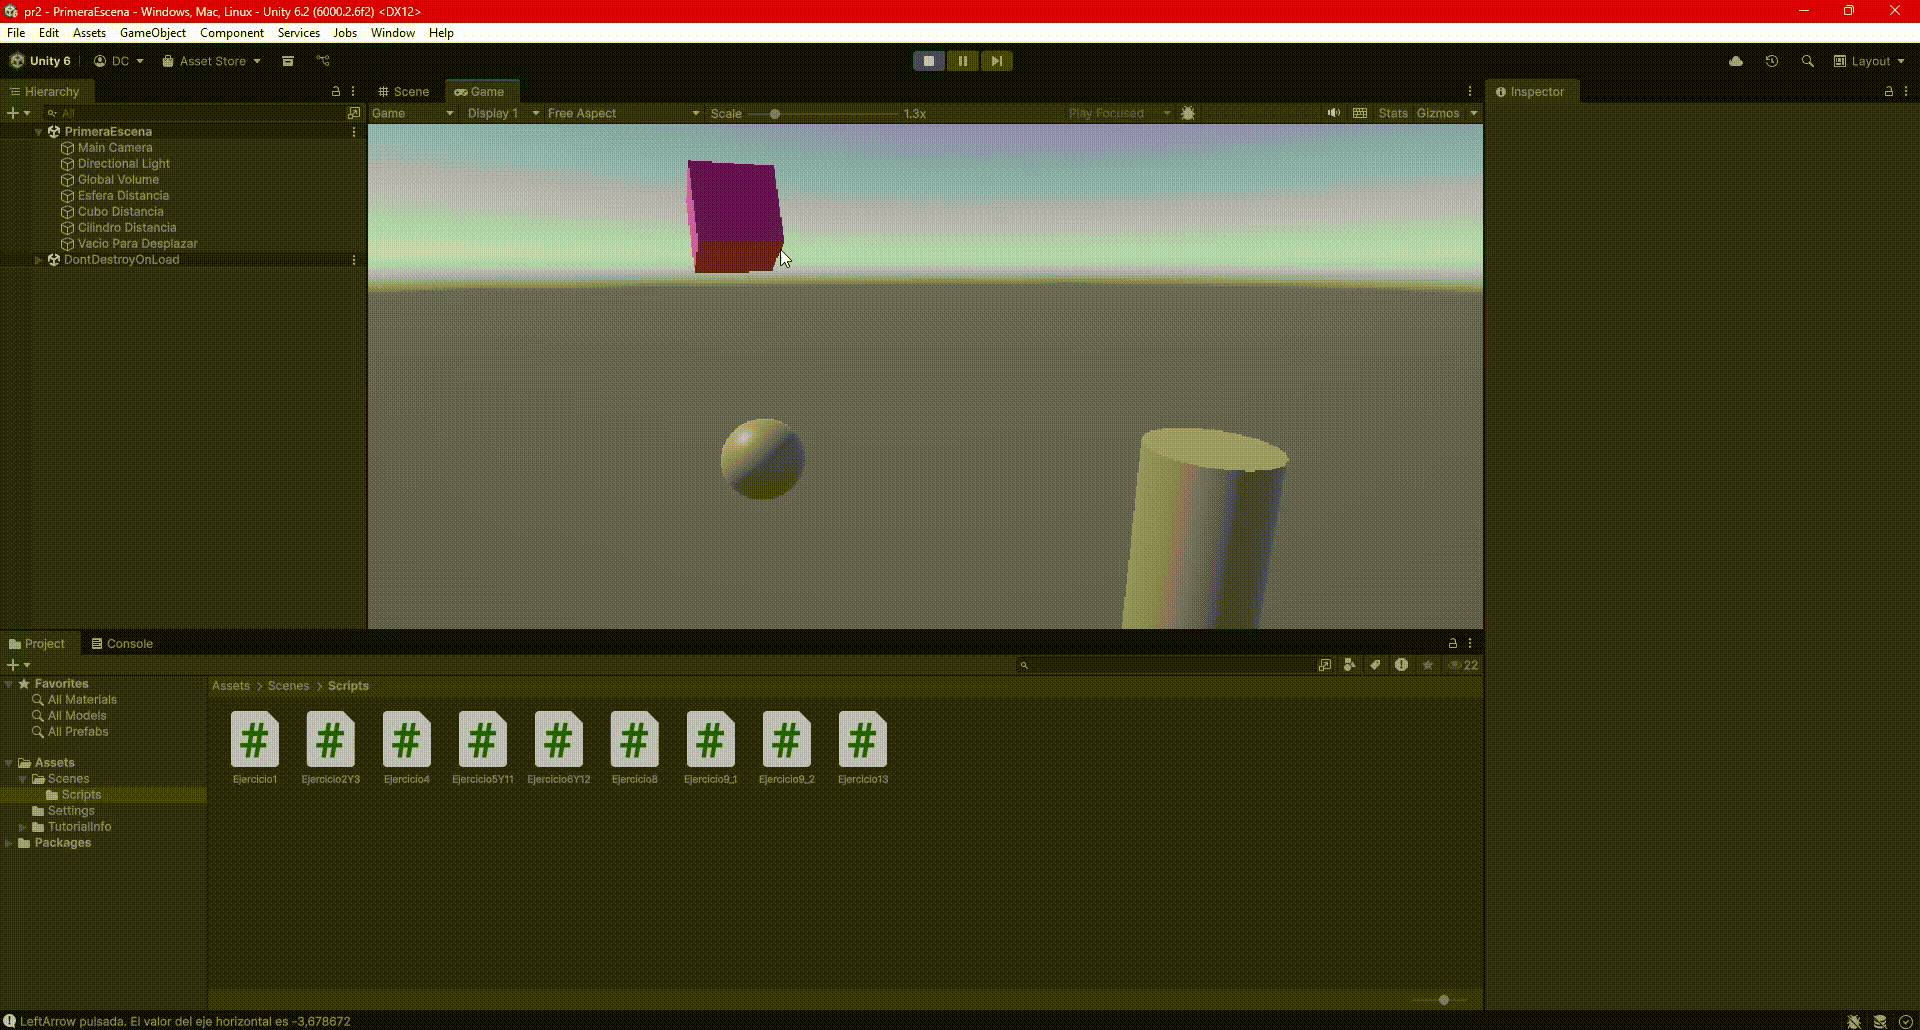 pr2 - PrimeraEscena - Windows, Mac, Linux - Unity 6.2 (6000.2.6f2) <DX12>
File Edit Assets GameObject Component Services Jobs Window Help
Unity 6 DC Asset Store Layout
Hierarchy
All
PrimeraEscena
Main Camera
Directional Light
Global Volume
Esfera Distancia
Cubo Distancia
Cilindro Distancia
Vacio Para Desplazar
DontDestroyOnLoad
Scene Game
Game Display 1 Free Aspect Scale 1.3x Play Focused Stats Gizmos
Inspector
Project Console
22
Favorites
All Materials
All Models
All Prefabs
Assets
Scenes
Scripts
Settings
TutorialInfo
Packages
Assets > Scenes > Scripts
# # # # # # # # #
Ejercicio1 Ejercicio2Y3 Ejercicio4 Ejercicio5Y11 Ejercicio6Y12 Ejercicio8 Ejercicio9_1 Ejercicio9_2 Ejercicio13
LeftArrow pulsada. El valor del eje horizontal es -3,678672